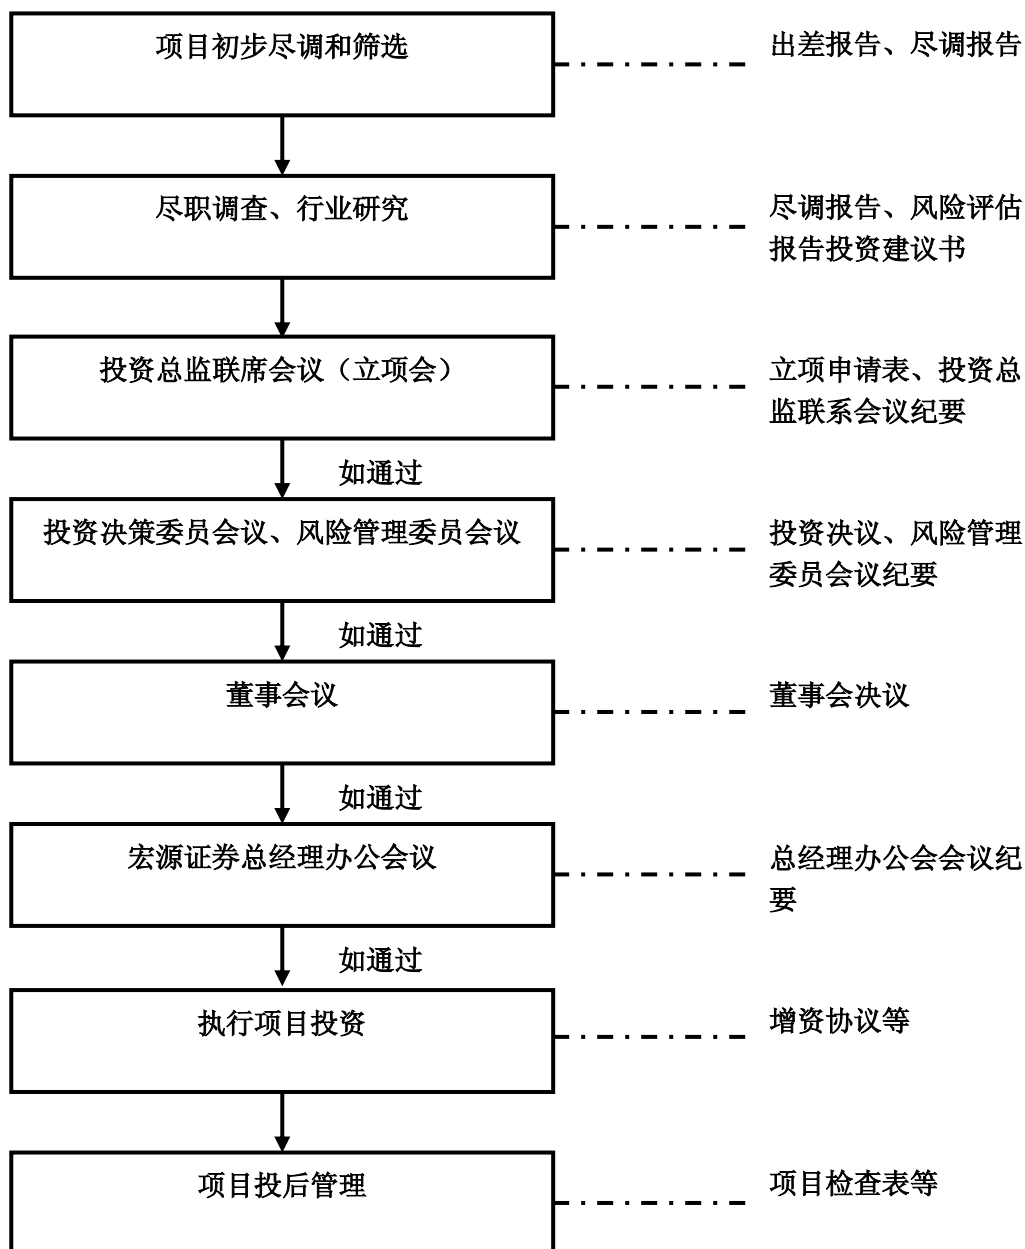 项目初步尽调和筛选
出差报告、尽调报告
尽职调查、行业研究
尽调报告、风险评估
报告投资建议书
投资总监联席会议（立项会）
立项申请表、投资总
监联系会议纪要
如通过
投资决策委员会议、风险管理委员会议
投资决议、风险管理
委员会议纪要
如通过
董事会议
董事会决议
如通过
宏源证券总经理办公会议
总经理办公会会议纪
要
如通过
执行项目投资
增资协议等
项目投后管理
项目检查表等